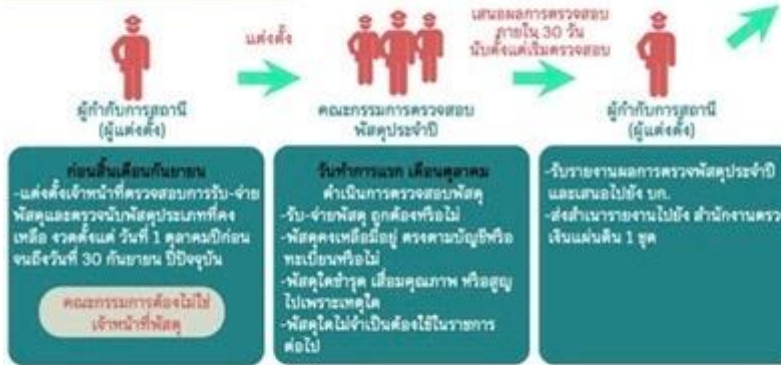 แต่งตั้ง
เสนอผลการตรวจสอบ
ภายใน 30 วัน
นับตั้งแต่เริ่มตรวจสอบ
ผู้กำกับการสถานี
(ผู้แต่งตั้ง)
คณะกรรมการตรวจสอบ
พัสดุประจำปี
ผู้กำกับการสถานี
(ผู้แต่งตั้ง)
ก่อนสิ้นเดือนกันยายน
-แต่งตั้งเจ้าหน้าที่ตรวจสอบการรับ-จ่าย
พัสดุและตรวจนับพัสดุประเภทที่คง
เหลือ งวดตั้งแต่ วันที่ 1 ตุลาคมปีก่อน
จนถึงวันที่ 30 กันยายน ปีปัจจุบัน
คณะกรรมการต้องไม่ใช่
เจ้าหน้าที่พัสดุ
วันทำการแรก เดือนตุลาคม
ดำเนินการตรวจสอบพัสดุ
-รับ-จ่ายพัสดุ ถูกต้องหรือไม่
-พัสดุคงเหลือมีอยู่ ตรงตามบัญชีหรือ
ทะเบียนหรือไม่
-พัสดุใดชำรุด เสื่อมคุณภาพ หรือสูญ
ไปเพราะเหตุใด
-พัสดุใดไม่จำเป็นต้องใช้ในราชการ
ต่อไป
-รับรายงานผลการตรวจพัสดุประจำปี
และเสนอไปยัง บก.
-ส่งสำเนารายงานไปยัง สำนักงานตรวจ
เงินแผ่นดิน 1 ชุด